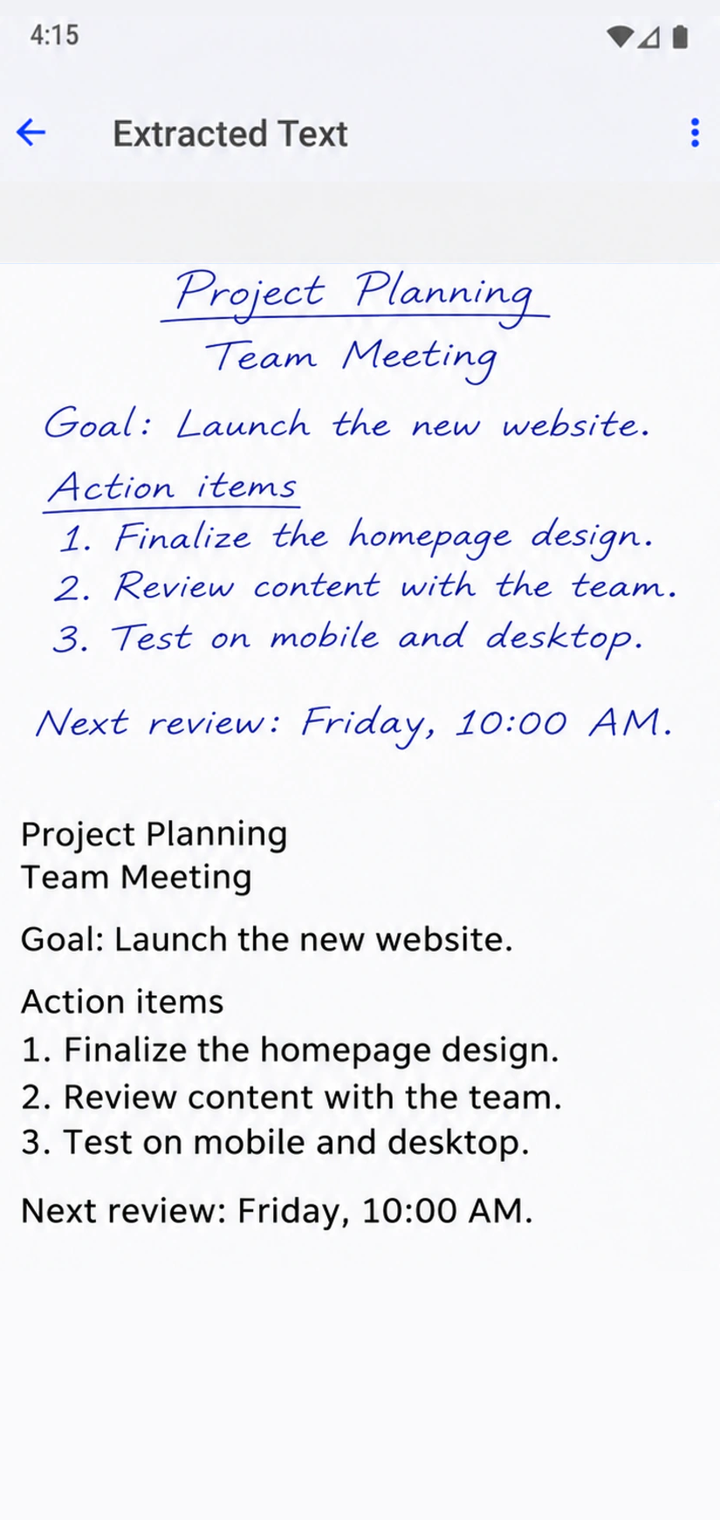 4:15
Extracted Text
Project Planning
Team Meeting
Goal: Launch the new website.
Action items
1. Finalize the homepage design.
2. Review content with the team.
3. Test on mobile and desktop.
Next review: Friday, 10:00 AM.
Project Planning
Team Meeting
Goal: Launch the new website.
Action items
1. Finalize the homepage design.
2. Review content with the team.
3. Test on mobile and desktop.
Next review: Friday, 10:00 AM.